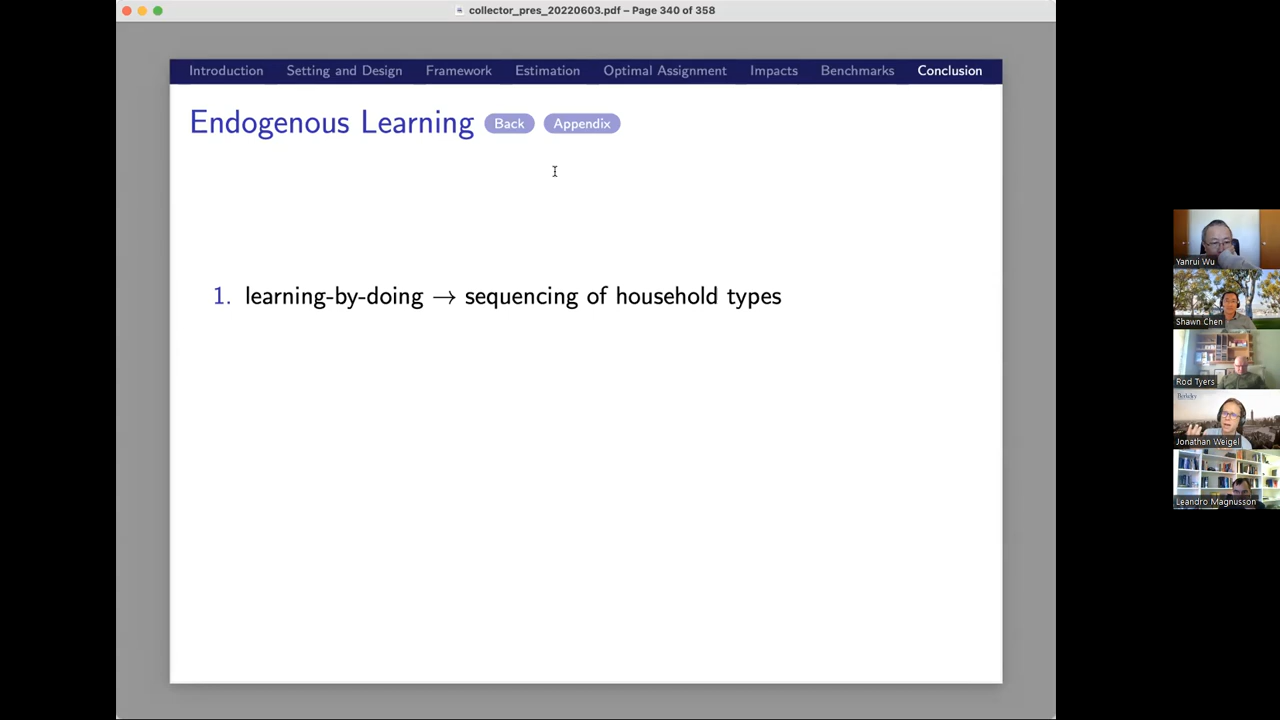 collector_pres_20220603.pdf – Page 340 of 358
Introduction Setting and Design Framework Estimation Optimal Assignment Impacts Benchmarks Conclusion
Endogenous Learning Back Appendix
1. learning-by-doing → sequencing of household types
Yanrui Wu
Shawn Chen
Rod Tyers
Berkeley
Jonathan Weigel
Leandro Magnusson